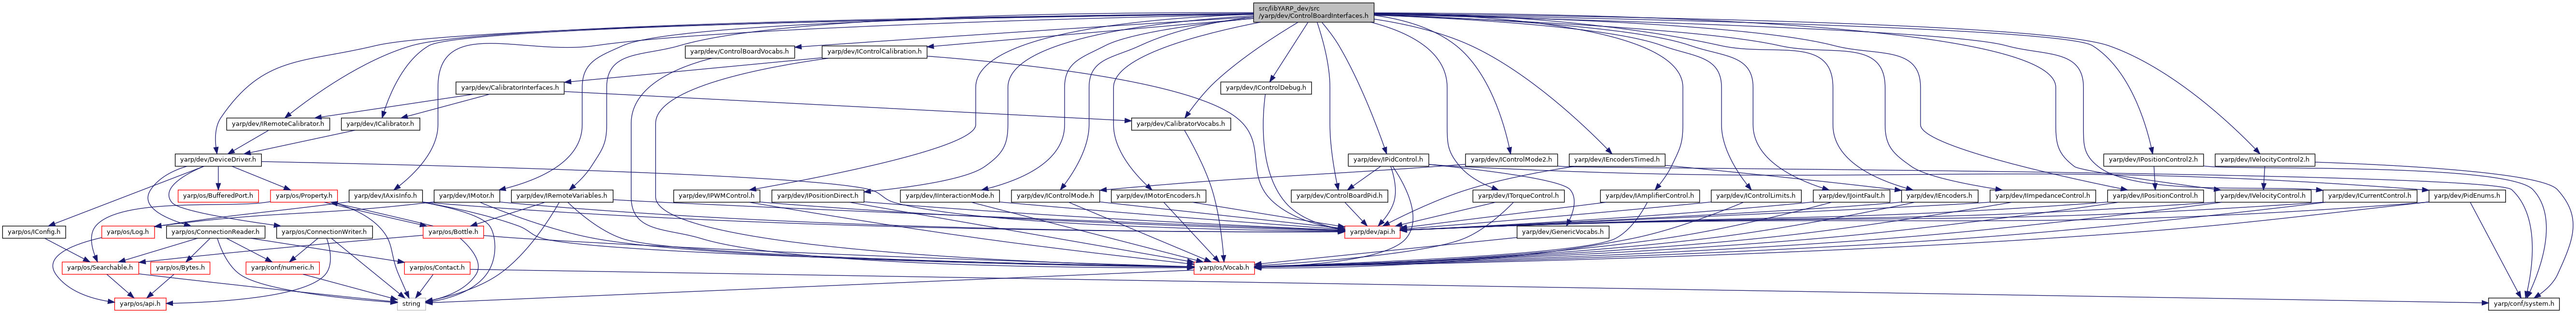 src/libYARP_dev/src
/yarp/dev/ControlBoardInterfaces.h
yarp/dev/ControlBoardVocabs.h
yarp/dev/IControlCalibration.h
yarp/dev/CalibratorInterfaces.h
yarp/dev/IControlDebug.h
yarp/dev/IRemoteCalibrator.h
yarp/dev/ICalibrator.h
yarp/dev/CalibratorVocabs.h
yarp/dev/DeviceDriver.h
yarp/dev/IPidControl.h
yarp/dev/IControlMode2.h
yarp/dev/IEncodersTimed.h
yarp/dev/IPositionControl2.h
yarp/dev/IVelocityControl2.h
yarp/os/BufferedPort.h
yarp/os/Property.h
yarp/dev/IAxisInfo.h
yarp/dev/IMotor.h
yarp/dev/IRemoteVariables.h
yarp/dev/IPWMControl.h
yarp/dev/IPositionDirect.h
yarp/dev/IInteractionMode.h
yarp/dev/IControlMode.h
yarp/dev/IMotorEncoders.h
yarp/dev/ControlBoardPid.h
yarp/dev/ITorqueControl.h
yarp/dev/IAmplifierControl.h
yarp/dev/IControlLimits.h
yarp/dev/IJointFault.h
yarp/dev/IEncoders.h
yarp/dev/IImpedanceControl.h
yarp/dev/IPositionControl.h
yarp/dev/IVelocityControl.h
yarp/dev/ICurrentControl.h
yarp/dev/PidEnums.h
yarp/os/IConfig.h
yarp/os/Log.h
yarp/os/ConnectionReader.h
yarp/os/ConnectionWriter.h
yarp/os/Bottle.h
yarp/dev/api.h
yarp/dev/GenericVocabs.h
yarp/os/Searchable.h
yarp/os/Bytes.h
yarp/conf/numeric.h
yarp/os/Contact.h
yarp/os/Vocab.h
yarp/os/api.h
string
yarp/conf/system.h